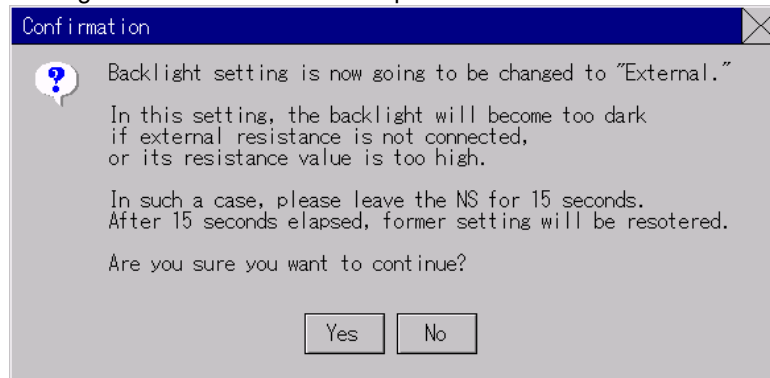 Confirmation
Backlight setting is now going to be changed to "External."
In this setting, the backlight will become too dark
if external resistance is not connected,
or its resistance value is too high.
In such a case, please leave the NS for 15 seconds.
After 15 seconds elapsed, former setting will be resotered.
Are you sure you want to continue?
Yes No